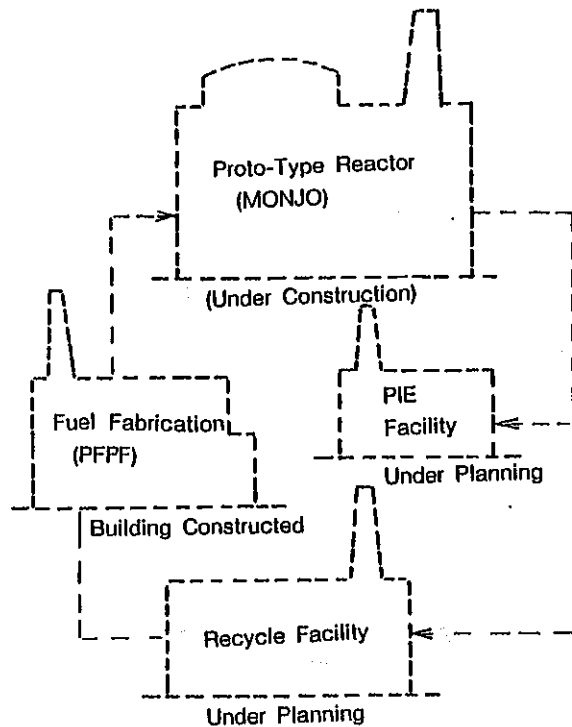 Proto-Type Reactor
(MONJO)
(Under Construction)
Fuel Fabrication
(PFPF)
Building Constructed
PIE
Facility
Under Planning
Recycle Facility
Under Planning